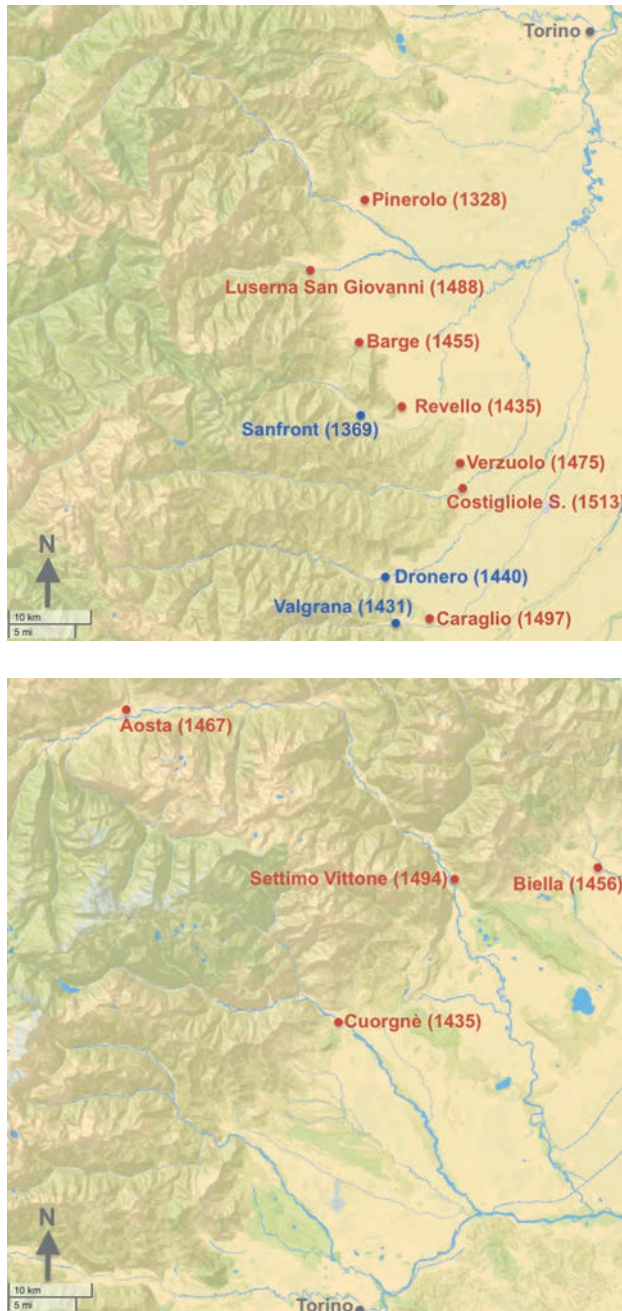 Torino
Pinerolo (1328)
Luserna San Giovanni (1488)
Barge (1455)
Revello (1435)
Sanfront (1369)
Verzuolo (1475)
Costigliole S. (1513)
N
Dronero (1440)
Valgrana (1431)
Caraglio (1497)
10 km
5 mi
Aosta (1467)
Settimo Vittone (1494)
Biella (1456)
Cuorgnè (1435)
N
10 km
5 mi
Torino